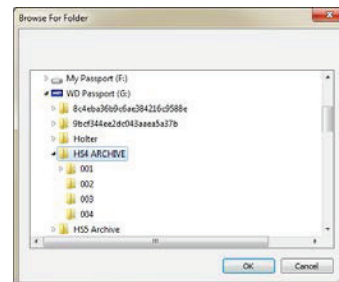 Browse For Folder
My Passport (F:)
WD Passport (G:)
8c4eba36b9c6ae384216c9588e
9bcf344ee2dc043aaea5a37b
Holter
HS4 ARCHIVE
001
002
003
004
HS5 Archive
OK
Cancel